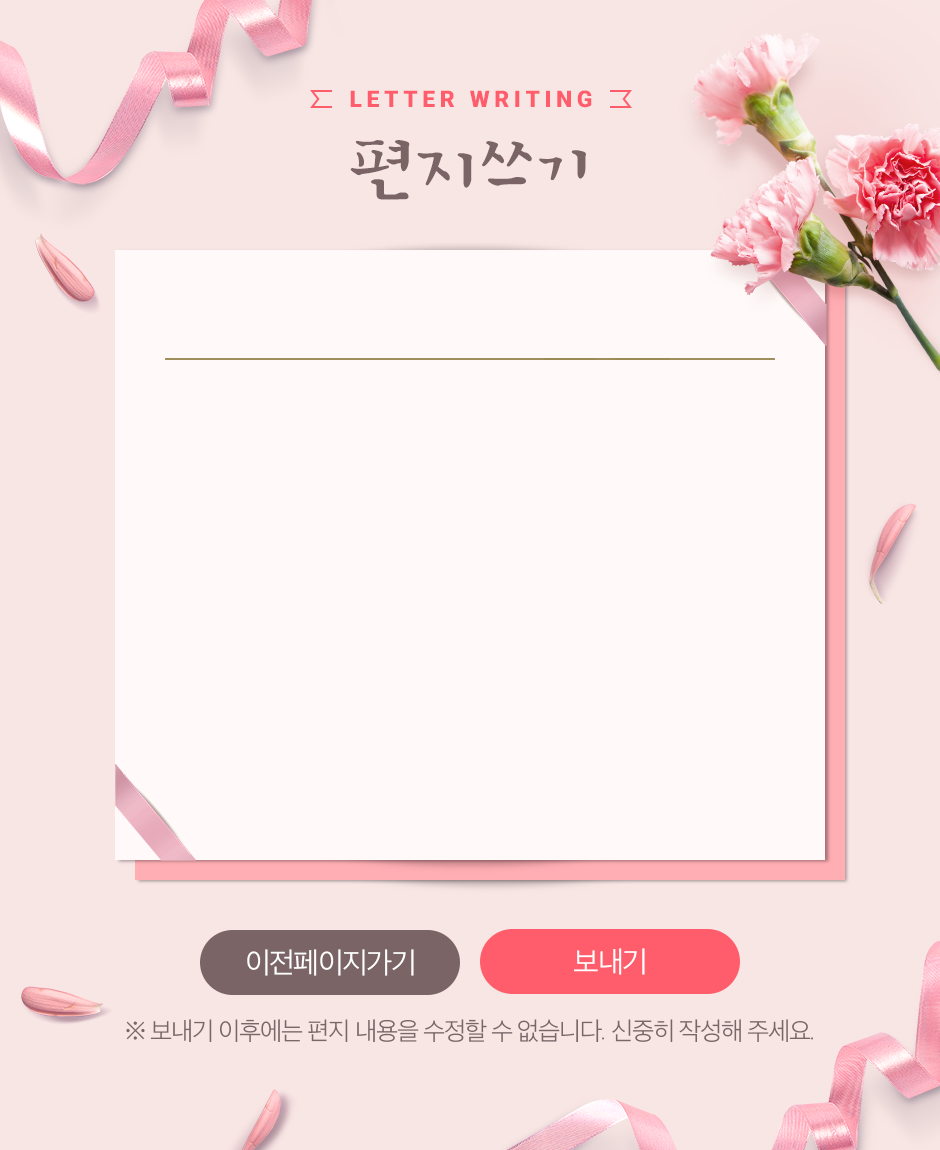 LETTER WRITING
편지쓰기
이전페이지가기
보내기
※ 보내기 이후에는 편지 내용을 수정할 수 없습니다. 신중히 작성해 주세요.